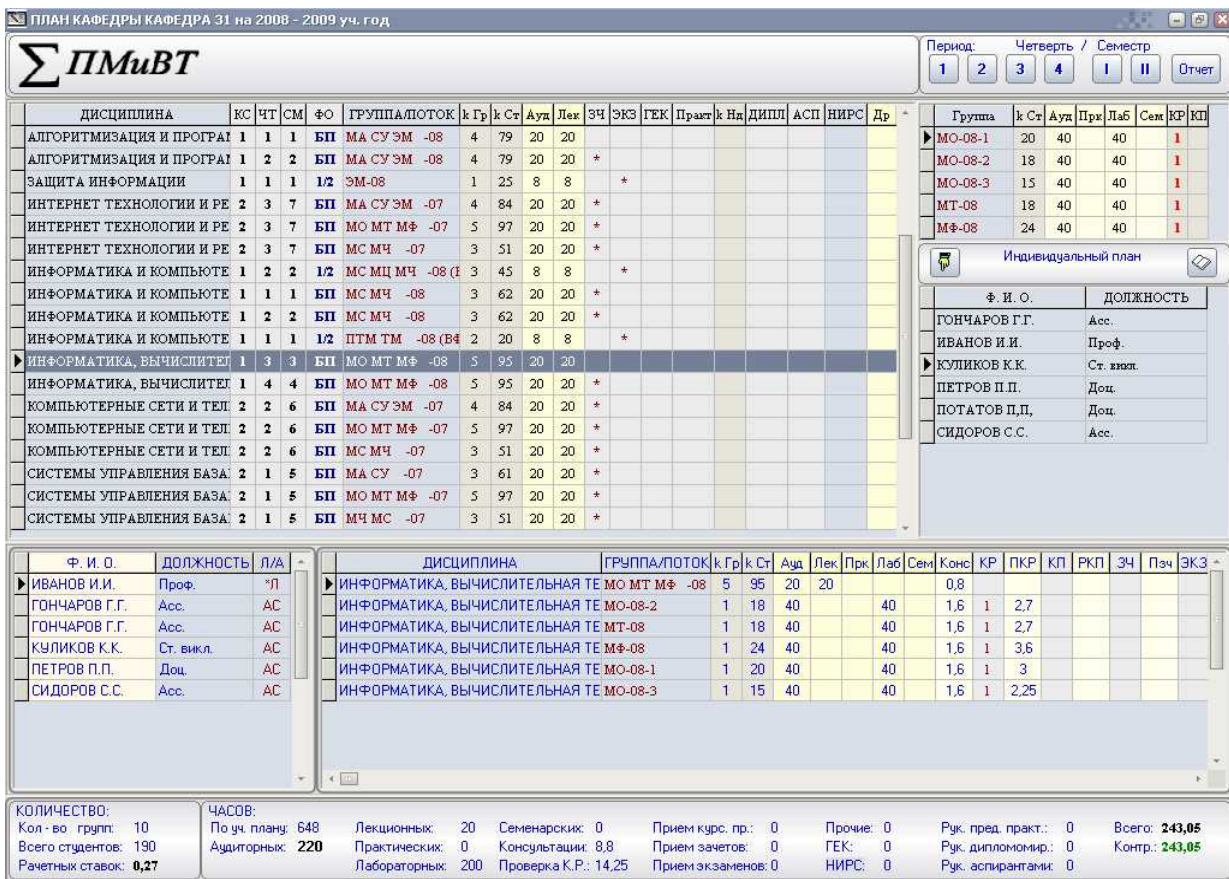 ПЛАН КАФЕДРЫ КАФЕДРА 31 на 2008 - 2009 уч. год
∑ ПМиВТ
Период: Четверть / Семестр
1 2 3 4 I II Отчет
ДИСЦИПЛИНА КС ЧТ СМ ФО ГРУППА/ПОТОК k Гр k Ст Ауд Лек ЗЧ ЭКЗ ГЕК Практ k Нд ДИПЛ АСП НИРС Др
АЛГОРИТМИЗАЦИЯ И ПРОГРАМ 1 1 1 БП МА СУ ЭМ -08 4 79 20 20
АЛГОРИТМИЗАЦИЯ И ПРОГРАМ 1 2 2 БП МА СУ ЭМ -08 4 79 20 20 *
ЗАЩИТА ИНФОРМАЦИИ 1 1 1 1/2 ЭМ-08 1 25 8 8 *
ИНТЕРНЕТ ТЕХНОЛОГИИ И РЕ 2 3 7 БП МА СУ ЭМ -07 4 84 20 20 *
ИНТЕРНЕТ ТЕХНОЛОГИИ И РЕ 2 3 7 БП МО МТ МФ -07 5 97 20 20 *
ИНТЕРНЕТ ТЕХНОЛОГИИ И РЕ 2 3 7 БП МС МЧ -07 3 51 20 20 *
ИНФОРМАТИКА И КОМПЬЮТЕ 1 2 2 1/2 МС МЦ МЧ -08 (В 3 45 8 8 *
ИНФОРМАТИКА И КОМПЬЮТЕ 1 1 1 БП МС МЧ -08 3 62 20 20 *
ИНФОРМАТИКА И КОМПЬЮТЕ 1 2 2 БП МС МЧ -08 3 62 20 20 *
ИНФОРМАТИКА И КОМПЬЮТЕ 1 1 1 1/2 ПТМ ТМ -08 (ВФ 2 20 8 8 *
ИНФОРМАТИКА, ВЫЧИСЛИТЕЛ 1 3 3 БП МО МТ МФ -08 5 95 20 20
ИНФОРМАТИКА, ВЫЧИСЛИТЕЛ 1 4 4 БП МО МТ МФ -08 5 95 20 20 *
КОМПЬЮТЕРНЫЕ СЕТИ И ТЕЛ 2 2 6 БП МА СУ ЭМ -07 4 84 20 20 *
КОМПЬЮТЕРНЫЕ СЕТИ И ТЕЛ 2 2 6 БП МО МТ МФ -07 5 97 20 20 *
КОМПЬЮТЕРНЫЕ СЕТИ И ТЕЛ 2 2 6 БП МС МЧ -07 3 51 20 20 *
СИСТЕМЫ УПРАВЛЕНИЯ БАЗА 2 1 5 БП МА СУ -07 3 61 20 20 *
СИСТЕМЫ УПРАВЛЕНИЯ БАЗА 2 1 5 БП МО МТ МФ -07 5 97 20 20 *
СИСТЕМЫ УПРАВЛЕНИЯ БАЗА 2 1 5 БП МЧ МС -07 3 51 20 20 *
Группа k Ст Ауд Прк Лаб Сем КР КП
МО-08-1 20 40 40 1
МО-08-2 18 40 40 1
МО-08-3 15 40 40 1
МТ-08 18 40 40 1
МФ-08 24 40 40 1
Индивидуальный план
Ф. И. О. ДОЛЖНОСТЬ
ГОНЧАРОВ Г.Г. Асс.
ИВАНОВ И.И. Проф.
КУЛИКОВ К.К. Ст. викл.
ПЕТРОВ П.П. Доц.
ПОТАТОВ П,П, Доц.
СИДОРОВ С.С. Асс.
Ф. И. О. ДОЛЖНОСТЬ Л/А
ИВАНОВ И.И. Проф. *Л
ГОНЧАРОВ Г.Г. Асс. АС
ГОНЧАРОВ Г.Г. Асс. АС
КУЛИКОВ К.К. Ст. викл. АС
ПЕТРОВ П.П. Доц. АС
СИДОРОВ С.С. Асс. АС
ДИСЦИПЛИНА ГРУППА/ПОТОК k Гр k Ст Ауд Лек Прк Лаб Сем Конс КР ПКР КП РКП ЗЧ Пзч ЭКЗ
ИНФОРМАТИКА, ВЫЧИСЛИТЕЛЬНАЯ ТЕ МО МТ МФ -08 5 95 20 20 0,8
ИНФОРМАТИКА, ВЫЧИСЛИТЕЛЬНАЯ ТЕ МО-08-2 1 18 40 40 1,6 1 2,7
ИНФОРМАТИКА, ВЫЧИСЛИТЕЛЬНАЯ ТЕ МТ-08 1 18 40 40 1,6 1 2,7
ИНФОРМАТИКА, ВЫЧИСЛИТЕЛЬНАЯ ТЕ МФ-08 1 24 40 40 1,6 1 3,6
ИНФОРМАТИКА, ВЫЧИСЛИТЕЛЬНАЯ ТЕ МО-08-1 1 20 40 40 1,6 1 3
ИНФОРМАТИКА, ВЫЧИСЛИТЕЛЬНАЯ ТЕ МО-08-3 1 15 40 40 1,6 1 2,25
КОЛИЧЕСТВО: ЧАСОВ:
Кол - во групп: 10 По уч. плану: 648 Лекционных: 20 Семенарских: 0 Прием курс. пр.: 0 Прочие: 0 Рук. пред. практ.: 0 Всего: 243,05
Всего студентов: 190 Аудиторных: 220 Практических: 0 Консультации: 8,8 Прием зачетов: 0 ГЕК: 0 Рук. дипломомир.: 0 Контр.: 243,05
Рачетных ставок: 0,27 Лабораторных: 200 Проверка К.Р.: 14,25 Прием экзаменов: 0 НИРС: 0 Рук. аспирантами: 0